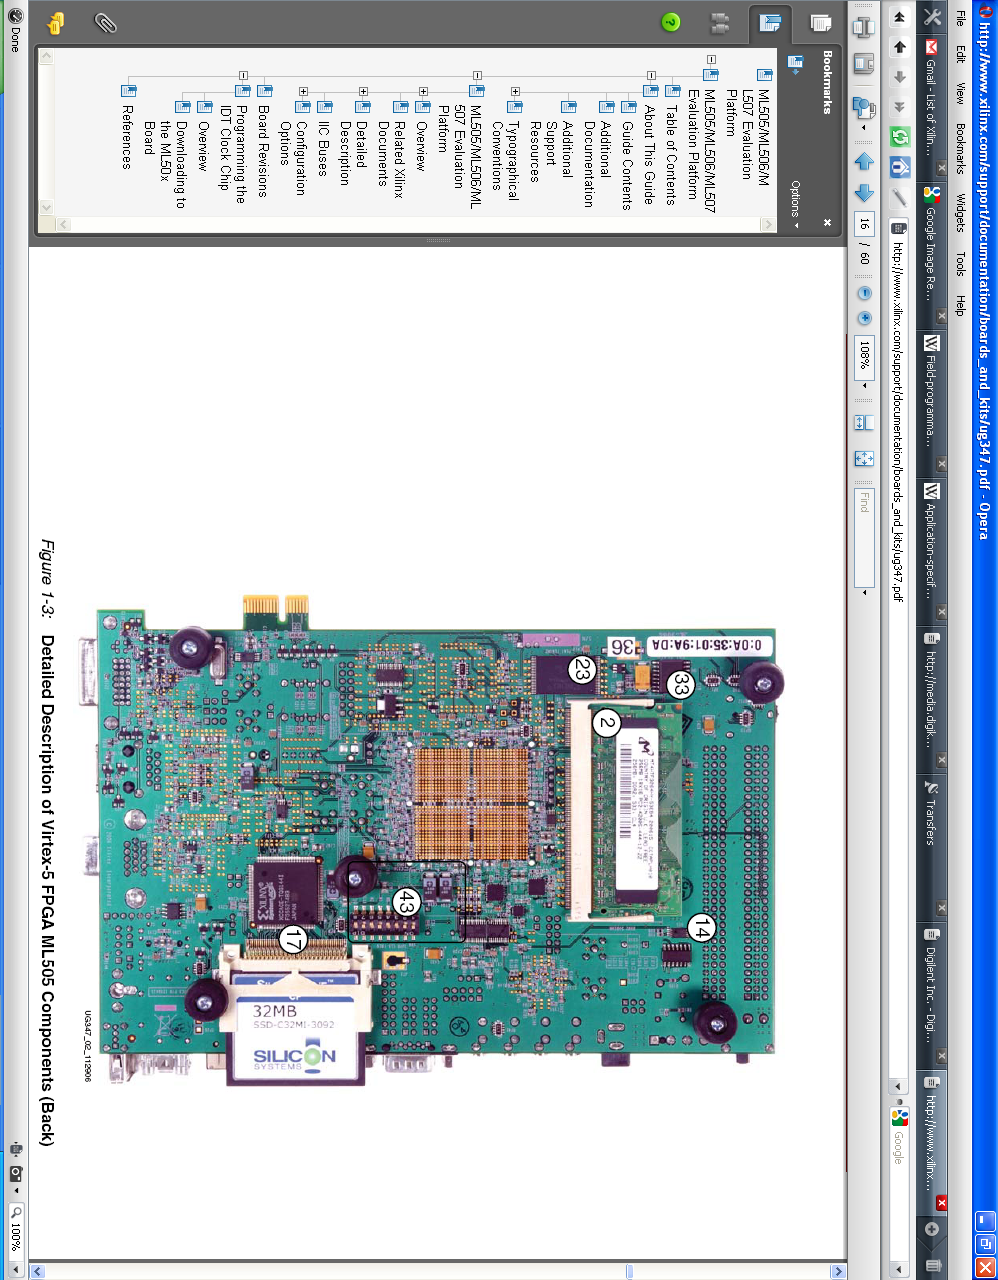 http://www.xilinx.com/support/documentation/boards_and_kits/ug347.pdf - Opera
File Edit View Bookmarks Widgets Tools Help
Gmail - List of Xilin...
Google Image Re...
Field-programma...
Application-specif...
http://media.digik...
Transfers
Digilent Inc. - Digi...
http://www.xilinx...
http://www.xilinx.com/support/documentation/boards_and_kits/ug347.pdf
Google
16 / 60
108%
Find
Bookmarks
Options
ML505/ML506/M
L507 Evaluation
Platform
ML505/ML506/ML507
Evaluation Platform
Table of Contents
About This Guide
Guide Contents
Additional
Documentation
Additional
Support
Resources
Typographical
Conventions
ML505/ML506/ML
507 Evaluation
Platform
Overview
Related Xilinx
Documents
Detailed
Description
IIC Buses
Configuration
Options
Board Revisions
Programming the
IDT Clock Chip
Overview
Downloading to
the ML50x
Board
References
0:0A:35:01:9A:DA
36
33
23
2
14
43
17
XILINX
32MB
SSD-C32MI-3092
SILICON
SYSTEMS
UG347_02_112906
Figure 1-3: Detailed Description of Virtex-5 FPGA ML505 Components (Back)
Done
100%